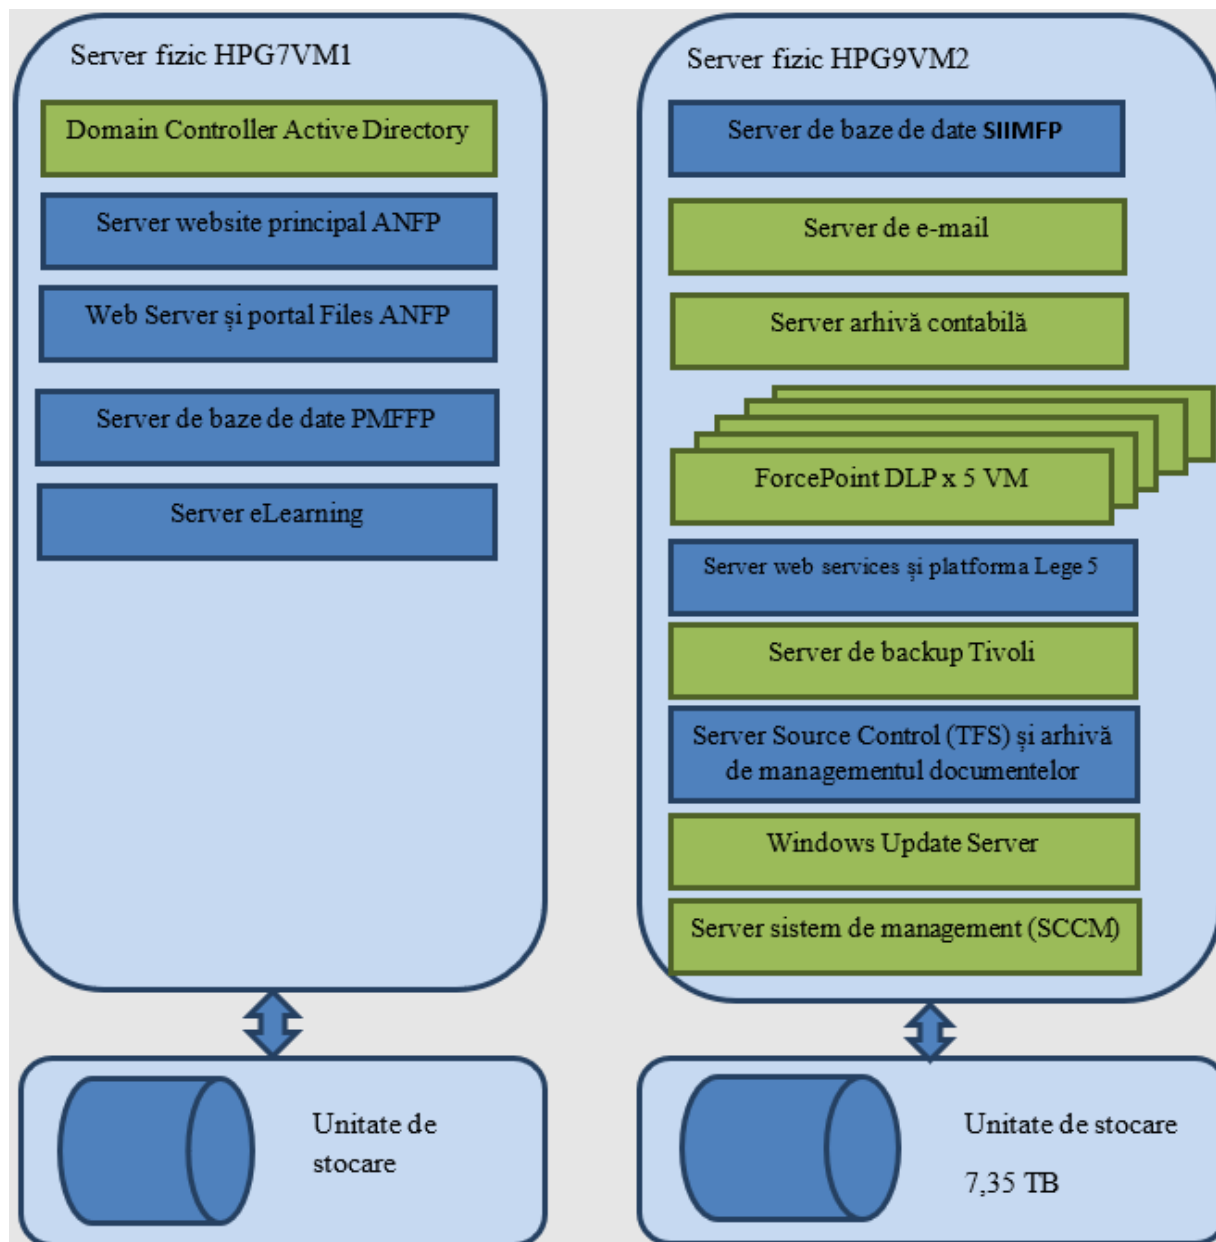 Server fizic HPG7VM1
Domain Controller Active Directory
Server website principal ANFP
Web Server și portal Files ANFP
Server de baze de date PMFFP
Server eLearning
Unitate de
stocare
Server fizic HPG9VM2
Server de baze de date SIIMFP
Server de e-mail
Server arhivă contabilă
ForcePoint DLP x 5 VM
Server web services și platforma Lege 5
Server de backup Tivoli
Server Source Control (TFS) și arhivă
de managementul documentelor
Windows Update Server
Server sistem de management (SCCM)
Unitate de stocare
7,35 TB